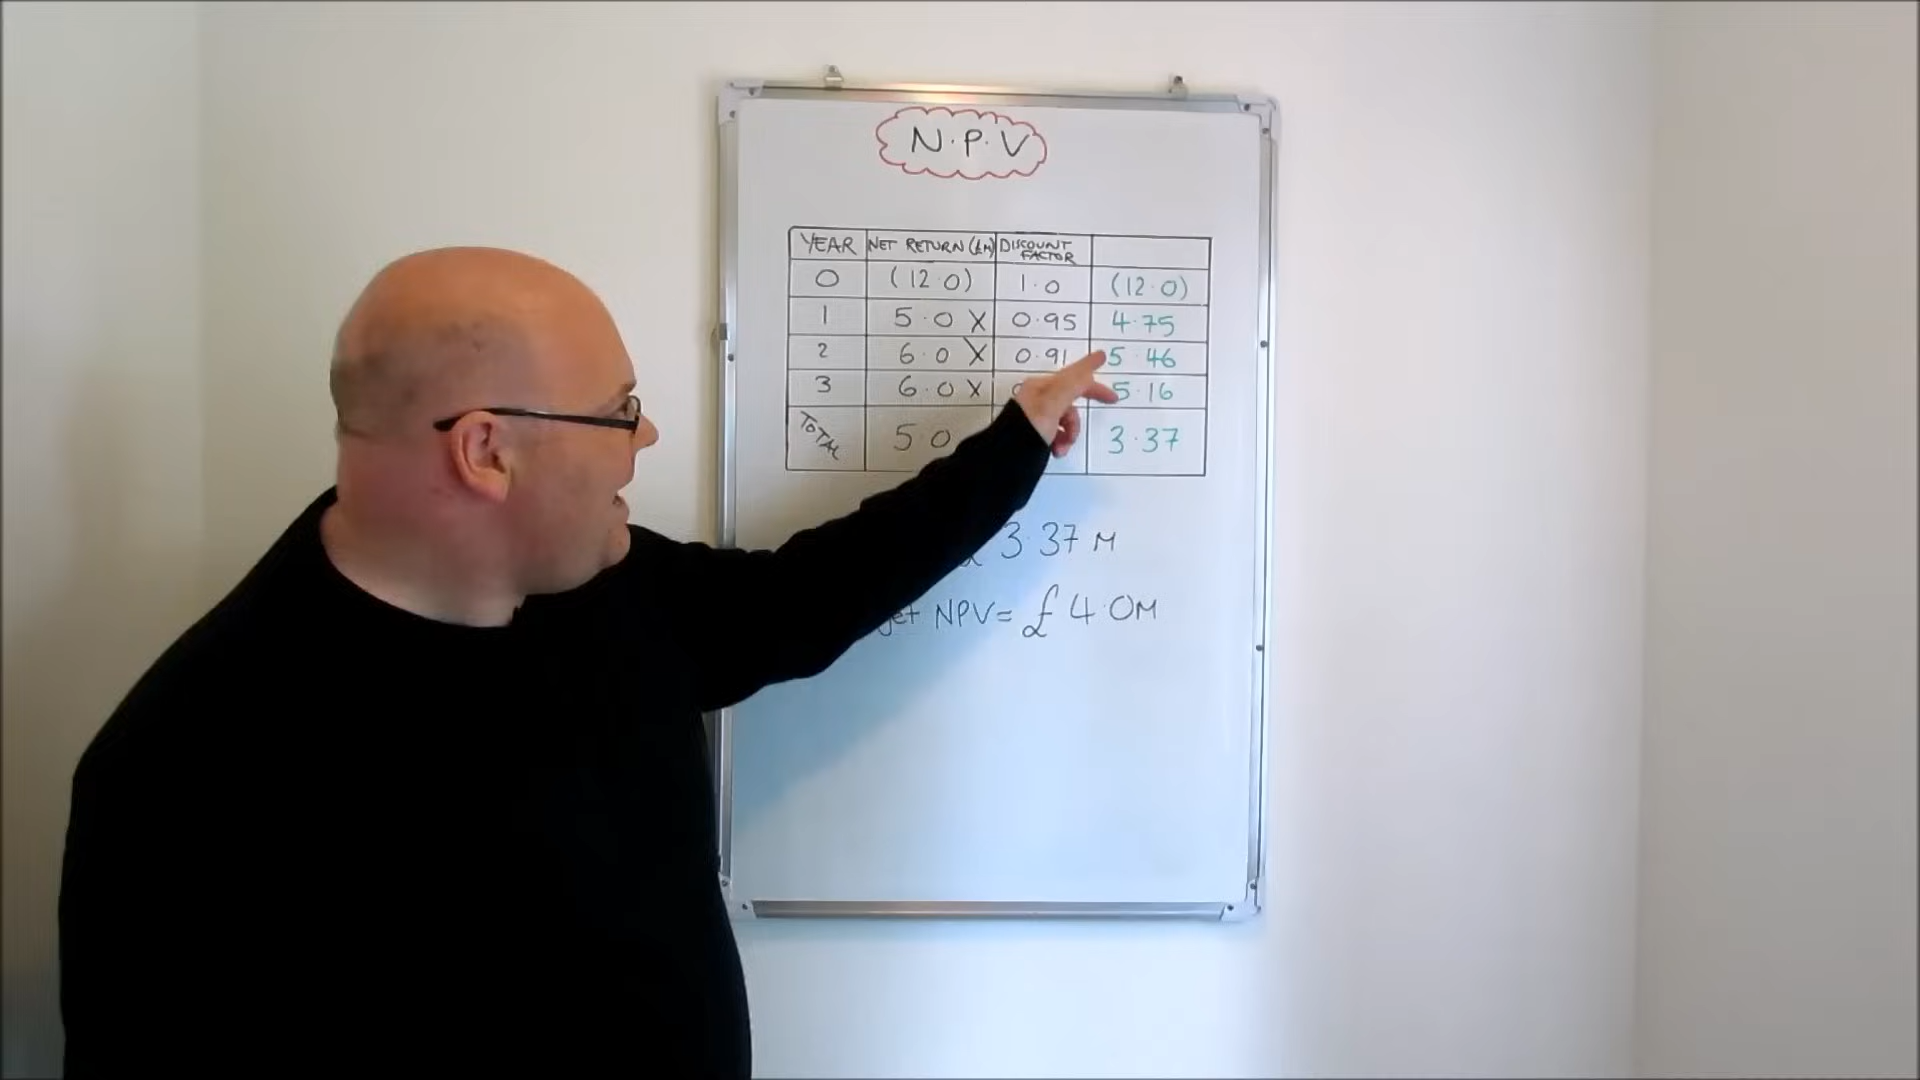 N.P.V
YEAR NET RETURN (£M) DISCOUNT FACTOR
0 (12.0) 1.0 (12.0)
1 5.0 X 0.95 4.75
2 6.0 X 0.91 5.46
3 6.0 X 5.16
TOTAL 5.0 3.37
3.37 M
NPV= £4.0M